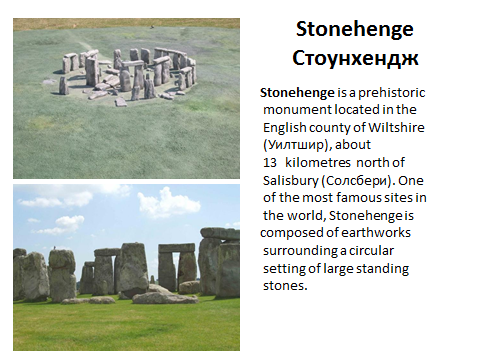 Stonehenge
Стоунхендж
Stonehenge is a prehistoric
monument located in the
English county of Wiltshire
(Уилтшир), about
13 kilometres north of
Salisbury (Солсбери). One
of the most famous sites in
the world, Stonehenge is
composed of earthworks
surrounding a circular
setting of large standing
stones.